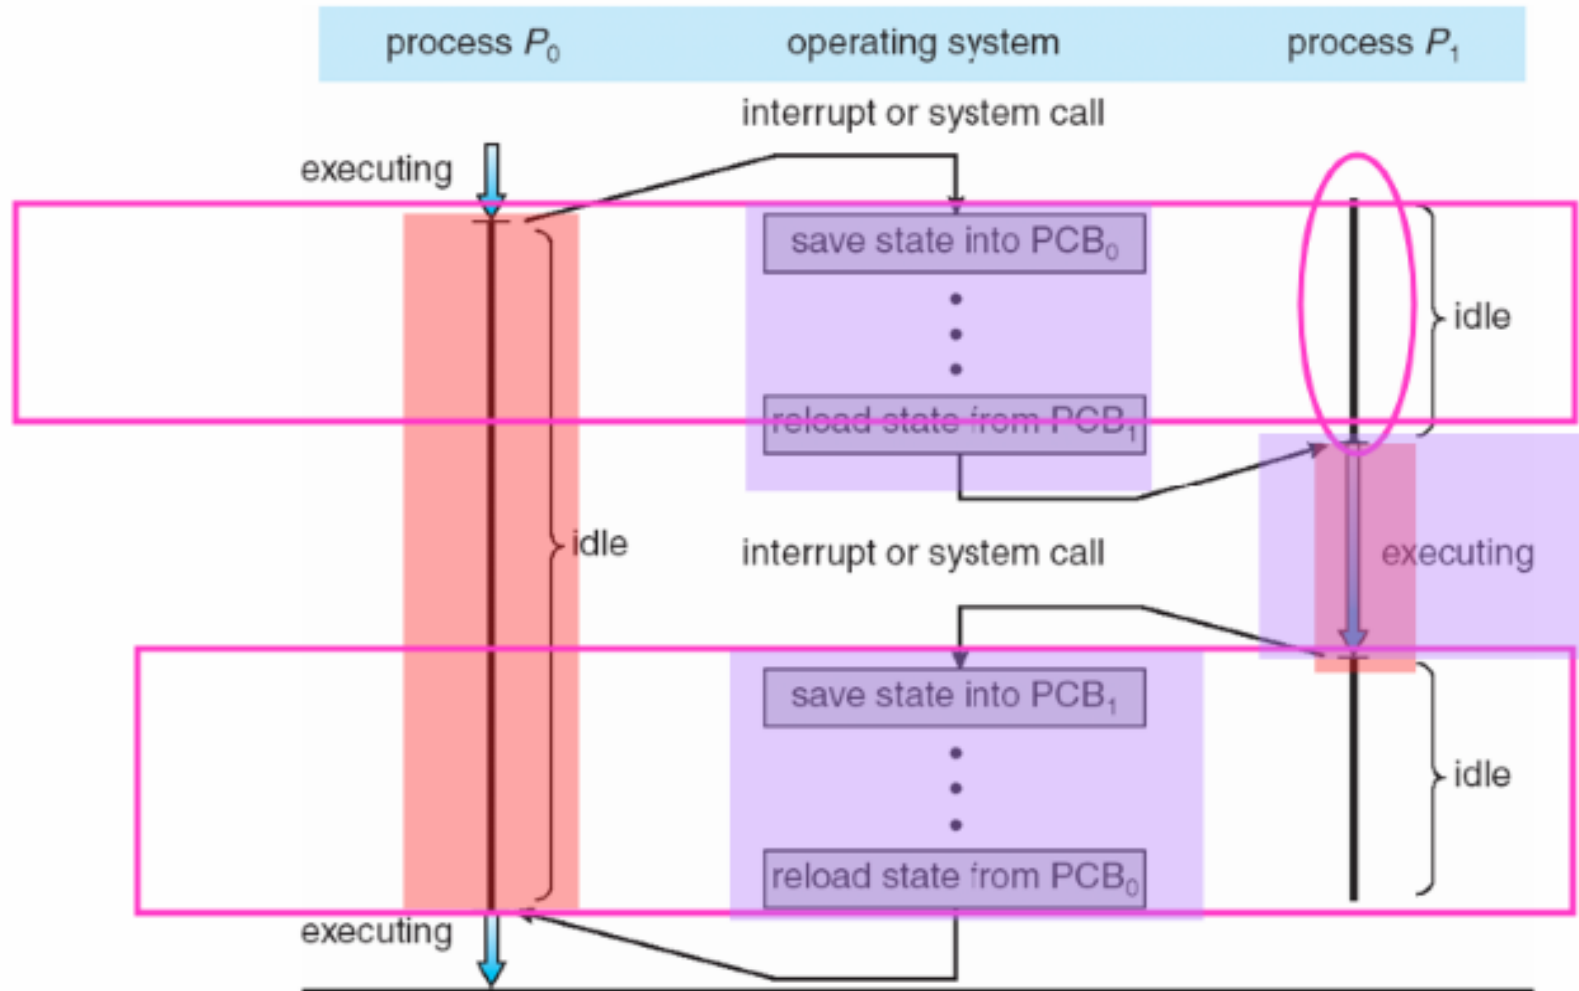 process P₀ operating system process P₁
interrupt or system call
executing
save state into PCB₀
idle
reload state from PCB₁
idle
interrupt or system call
executing
save state into PCB₁
idle
reload state from PCB₀
executing